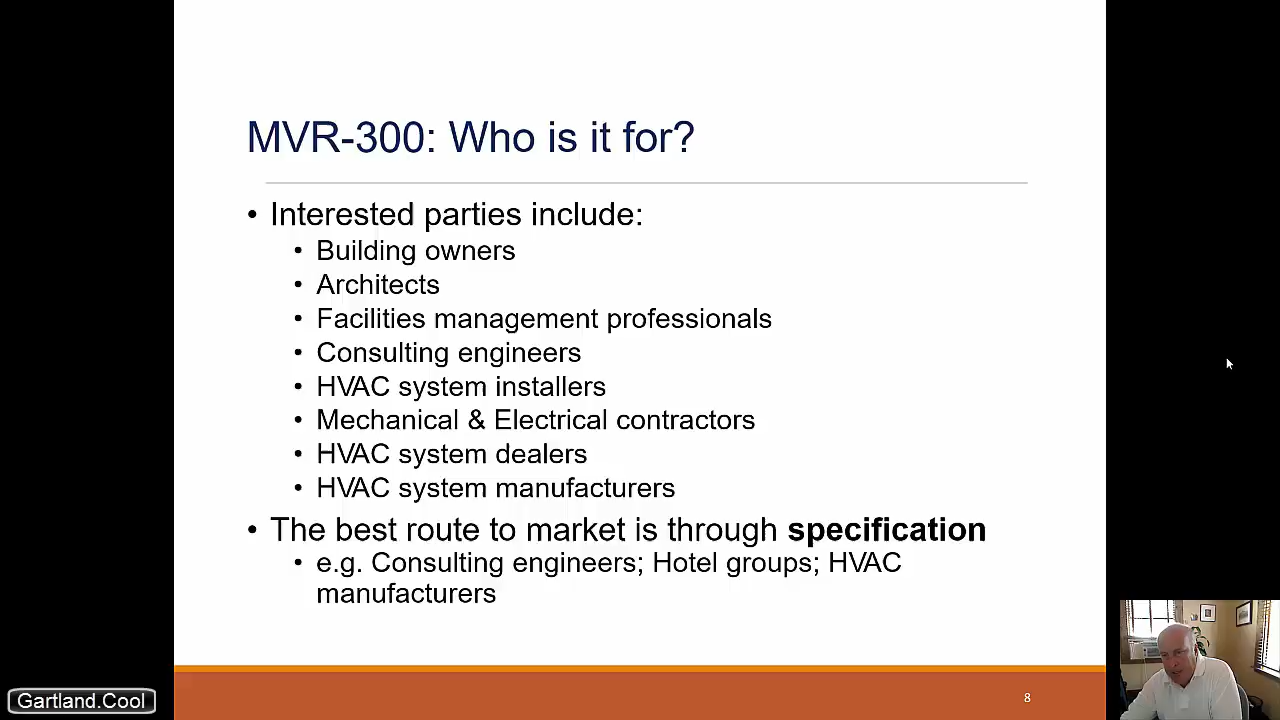 MVR-300: Who is it for?
• Interested parties include:
• Building owners
• Architects
• Facilities management professionals
• Consulting engineers
• HVAC system installers
• Mechanical & Electrical contractors
• HVAC system dealers
• HVAC system manufacturers
• The best route to market is through specification
• e.g. Consulting engineers; Hotel groups; HVAC
manufacturers
8
Gartland.Cool